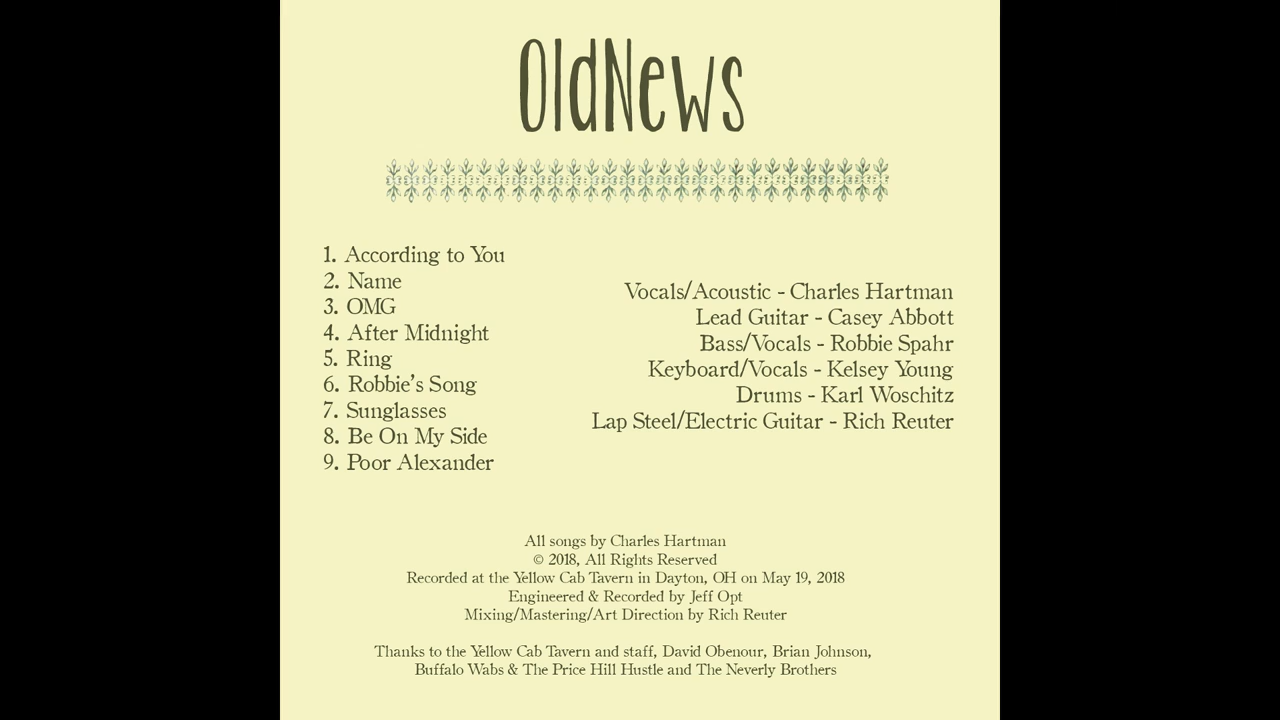 OldNews
1. According to You
2. Name
3. OMG
4. After Midnight
5. Ring
6. Robbie's Song
7. Sunglasses
8. Be On My Side
9. Poor Alexander
Vocals/Acoustic - Charles Hartman
Lead Guitar - Casey Abbott
Bass/Vocals - Robbie Spahr
Keyboard/Vocals - Kelsey Young
Drums - Karl Woschitz
Lap Steel/Electric Guitar - Rich Reuter
All songs by Charles Hartman
© 2018, All Rights Reserved
Recorded at the Yellow Cab Tavern in Dayton, OH on May 19, 2018
Engineered & Recorded by Jeff Opt
Mixing/Mastering/Art Direction by Rich Reuter
Thanks to the Yellow Cab Tavern and staff, David Obenour, Brian Johnson,
Buffalo Wabs & The Price Hill Hustle and The Neverly Brothers